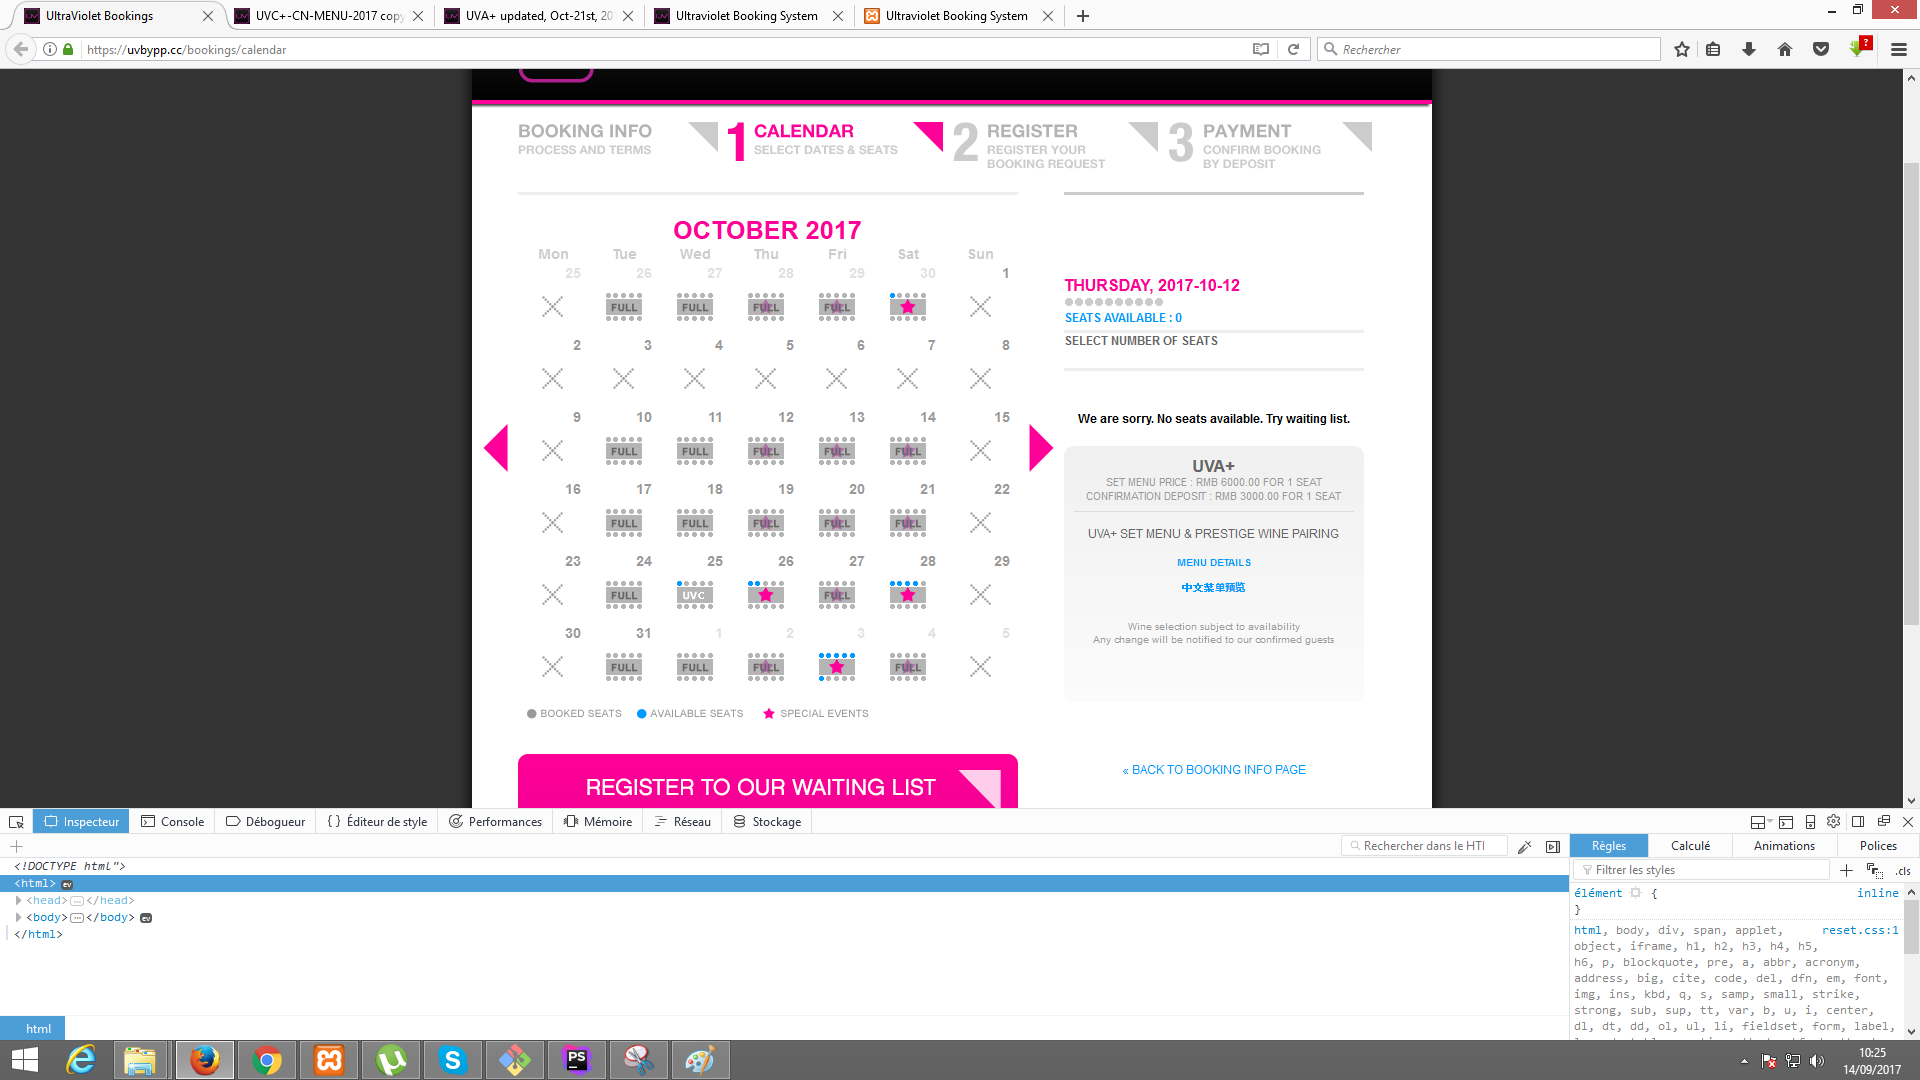 UltraViolet Bookings
UVC+-CN-MENU-2017 copy
UVA+ updated, Oct-21st, 20
Ultraviolet Booking System
Ultraviolet Booking System
https://uvbypp.cc/bookings/calendar
Rechercher
?
BOOKING INFO
PROCESS AND TERMS
1 CALENDAR
SELECT DATES & SEATS
2 REGISTER
REGISTER YOUR
BOOKING REQUEST
3 PAYMENT
CONFIRM BOOKING
BY DEPOSIT
OCTOBER 2017
Mon Tue Wed Thu Fri Sat Sun
25 26 27 28 29 30 1
FULL FULL FULL FULL
2 3 4 5 6 7 8
9 10 11 12 13 14 15
FULL FULL FULL FULL FULL
16 17 18 19 20 21 22
FULL FULL FULL FULL FULL
23 24 25 26 27 28 29
FULL UVC FULL
30 31 1 2 3 4 5
FULL FULL FULL FULL
BOOKED SEATS AVAILABLE SEATS SPECIAL EVENTS
REGISTER TO OUR WAITING LIST
THURSDAY, 2017-10-12
SEATS AVAILABLE : 0
SELECT NUMBER OF SEATS
We are sorry. No seats available. Try waiting list.
UVA+
SET MENU PRICE : RMB 6000.00 FOR 1 SEAT
CONFIRMATION DEPOSIT : RMB 3000.00 FOR 1 SEAT
UVA+ SET MENU & PRESTIGE WINE PAIRING
MENU DETAILS
中文菜单预览
Wine selection subject to availability
Any change will be notified to our confirmed guests
« BACK TO BOOKING INFO PAGE
Inspecteur Console Débogueur {} Éditeur de style Performances Mémoire Réseau Stockage
Rechercher dans le HTI
<!DOCTYPE html">
<html> ev
<head></head>
<body></body> ev
</html>
html
Règles Calculé Animations Polices
Filtrer les styles
.cls
élément { inline
}
html, body, div, span, applet, reset.css:1
object, iframe, h1, h2, h3, h4, h5,
h6, p, blockquote, pre, a, abbr, acronym,
address, big, cite, code, del, dfn, em, font,
img, ins, kbd, q, s, samp, small, strike,
strong, sub, sup, tt, var, b, u, i, center,
dl, dt, dd, ol, ul, li, fieldset, form, label,
PS
10:25
14/09/2017